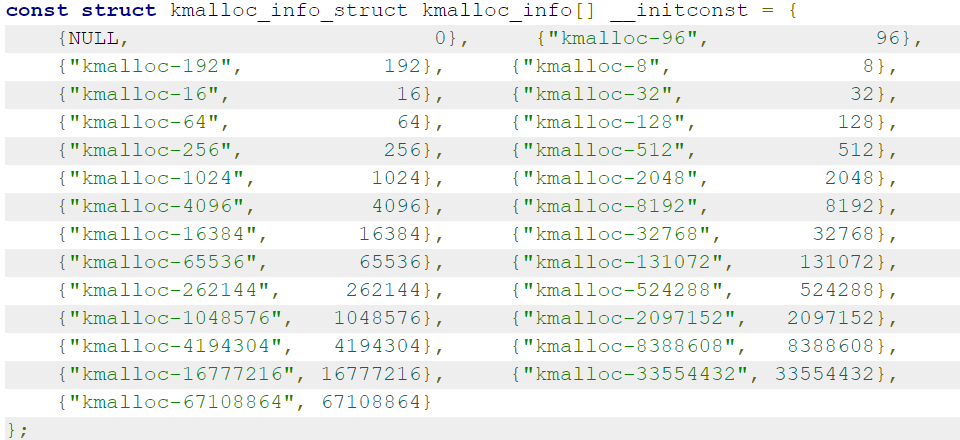 const struct kmalloc_info_struct kmalloc_info[] __initconst = {
    {NULL,                        0},     {"kmalloc-96",             96},
    {"kmalloc-192",           192},     {"kmalloc-8",               8},
    {"kmalloc-16",             16},     {"kmalloc-32",             32},
    {"kmalloc-64",             64},     {"kmalloc-128",           128},
    {"kmalloc-256",           256},     {"kmalloc-512",           512},
    {"kmalloc-1024",         1024},     {"kmalloc-2048",         2048},
    {"kmalloc-4096",         4096},     {"kmalloc-8192",         8192},
    {"kmalloc-16384",       16384},     {"kmalloc-32768",       32768},
    {"kmalloc-65536",       65536},     {"kmalloc-131072",     131072},
    {"kmalloc-262144",     262144},     {"kmalloc-524288",     524288},
    {"kmalloc-1048576",   1048576},     {"kmalloc-2097152",   2097152},
    {"kmalloc-4194304",   4194304},     {"kmalloc-8388608",   8388608},
    {"kmalloc-16777216", 16777216},     {"kmalloc-33554432", 33554432},
    {"kmalloc-67108864", 67108864}
};